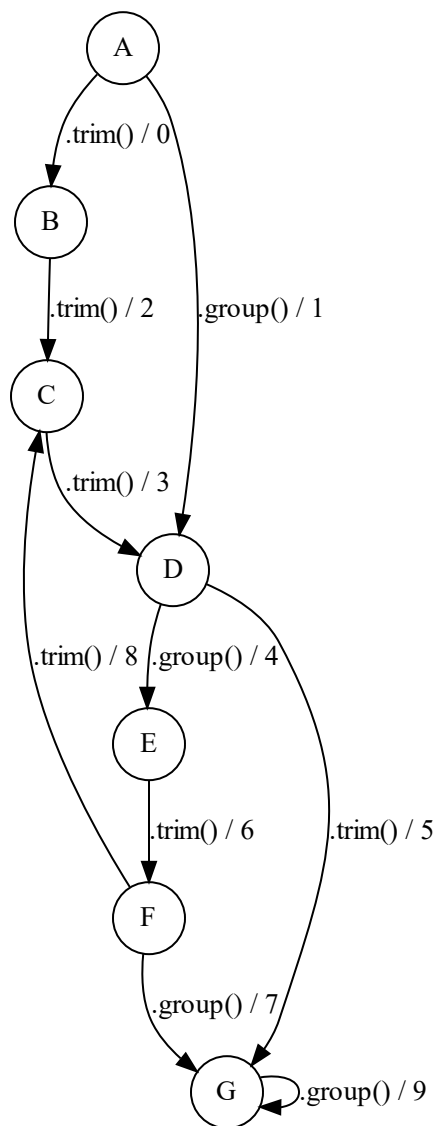 A
.trim() / 0
B
.trim() / 2
.group() / 1
C
.trim() / 3
D
.trim() / 8
.group() / 4
E
.trim() / 6
.trim() / 5
F
.group() / 7
G
.group() / 9